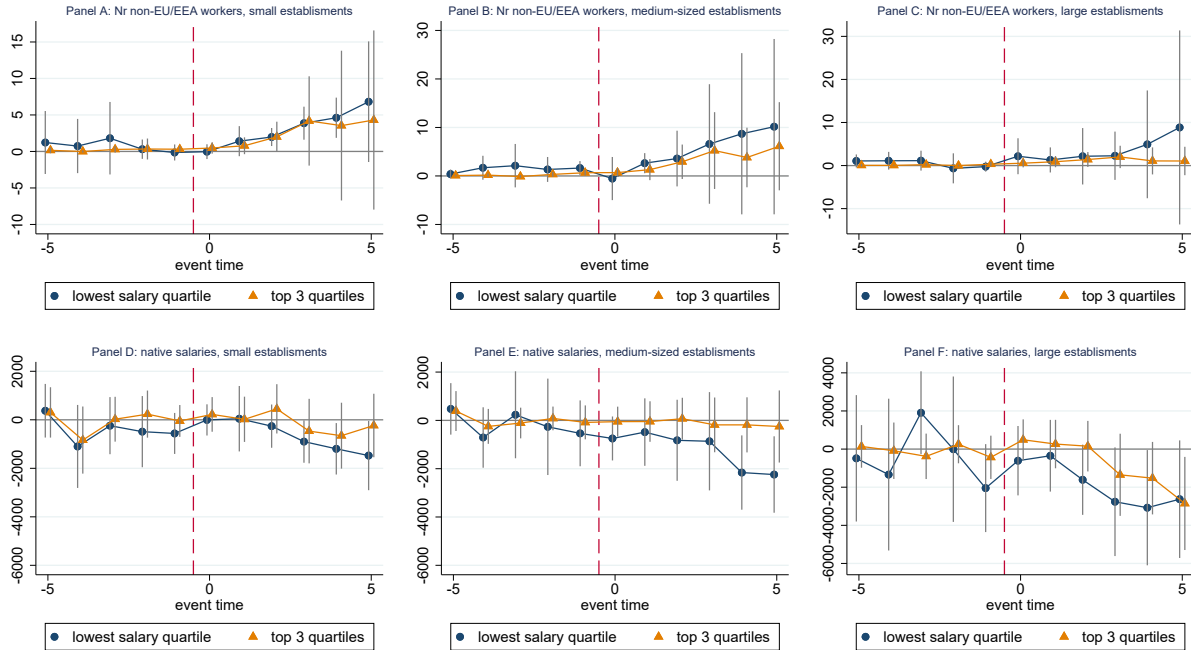 Panel A: Nr non-EU/EEA workers, small establisments
15
10
5
0
-5
-10
-5 0 5
event time
lowest salary quartile top 3 quartiles
Panel B: Nr non-EU/EEA workers, medium-sized establisments
30
20
10
0
-10
-5 0 5
event time
lowest salary quartile top 3 quartiles
Panel C: Nr non-EU/EEA workers, large establisments
30
20
10
0
-10
-5 0 5
event time
lowest salary quartile top 3 quartiles
Panel D: native salaries, small establisments
2000
0
-2000
-4000
-6000
-5 0 5
event time
lowest salary quartile top 3 quartiles
Panel E: native salaries, medium-sized establisments
2000
0
-2000
-4000
-6000
-5 0 5
event time
lowest salary quartile top 3 quartiles
Panel F: native salaries, large establisments
4000
2000
0
-2000
-4000
-6000
-5 0 5
event time
lowest salary quartile top 3 quartiles